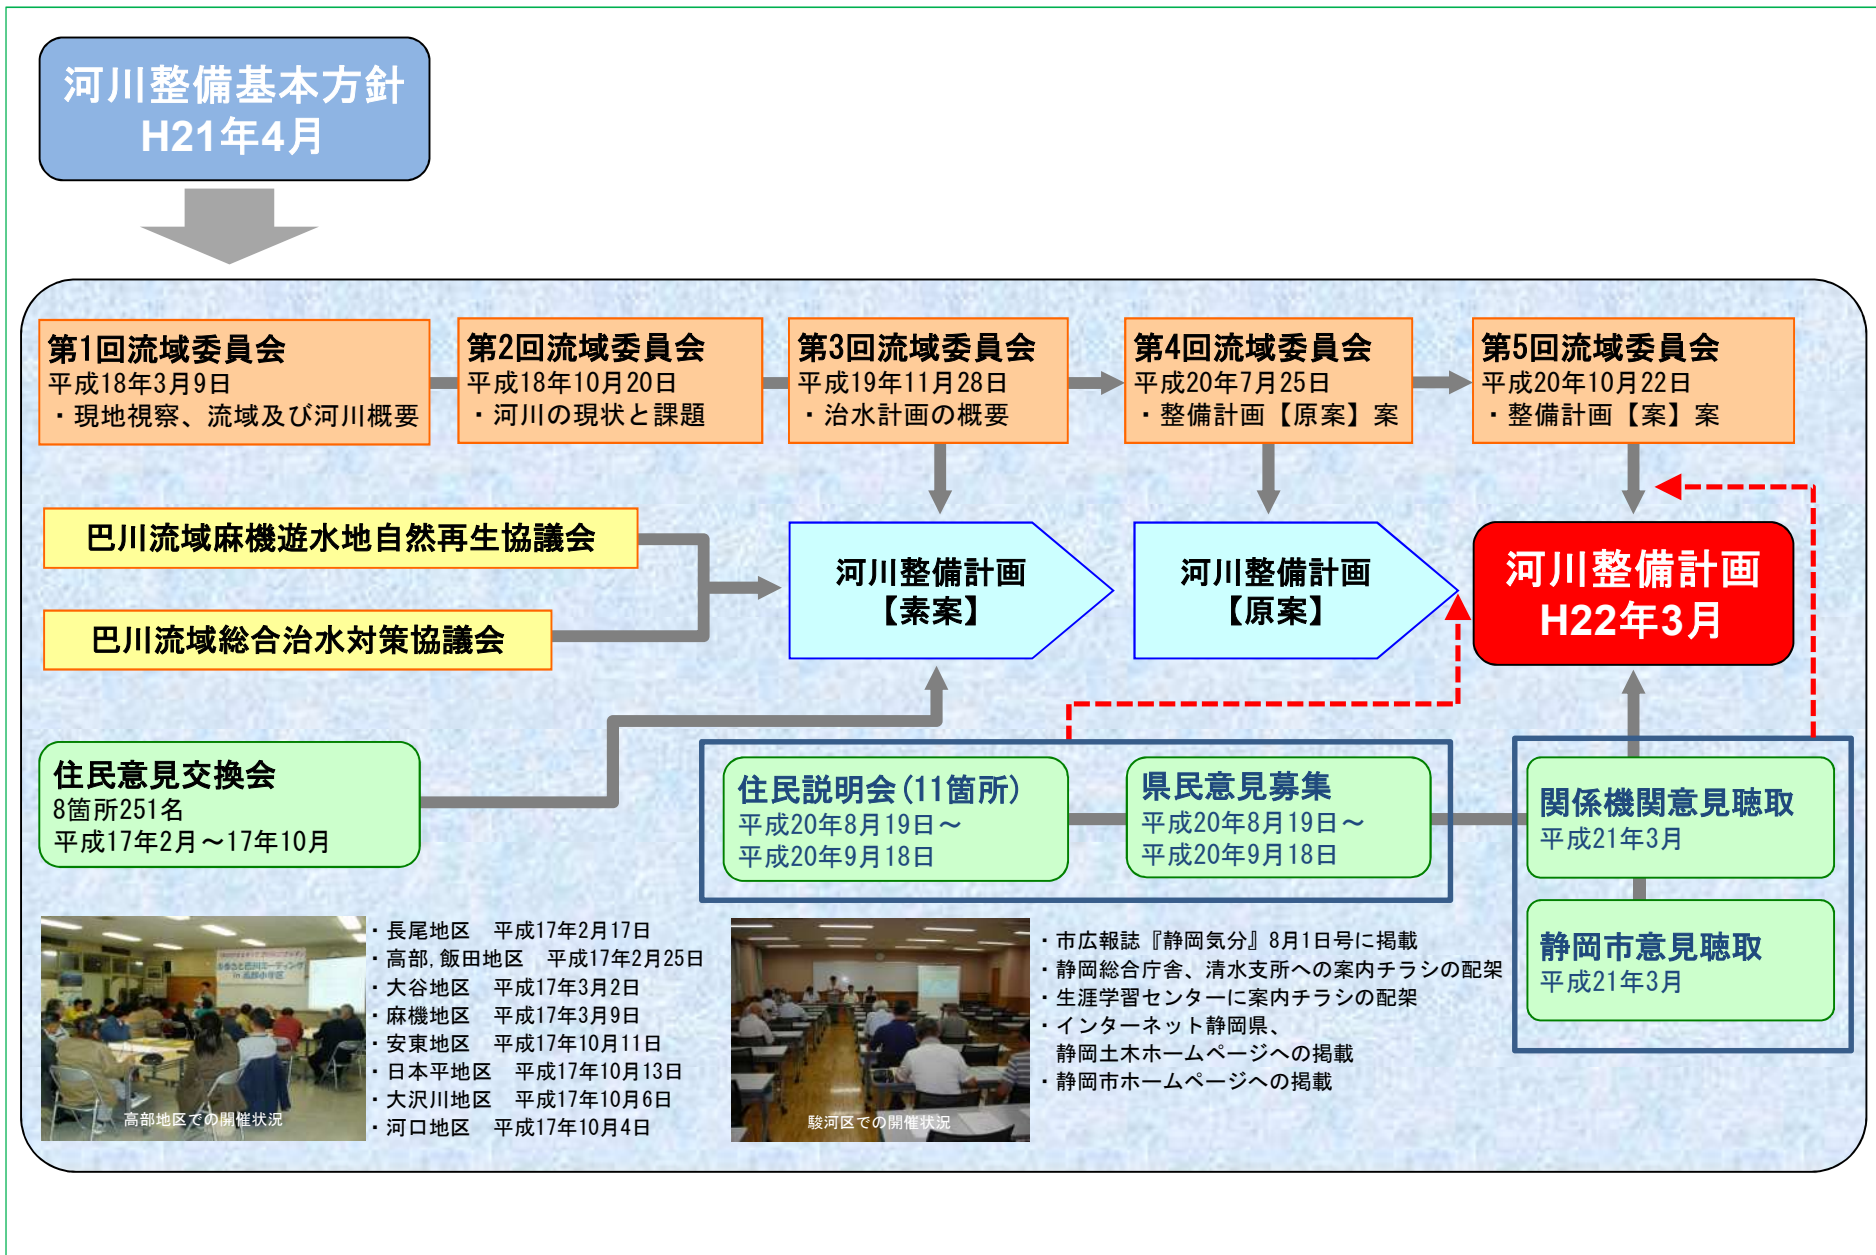 河川整備基本方針
H21年4月
第1回流域委員会
平成18年3月9日
・現地視察、流域及び河川概要
第2回流域委員会
平成18年10月20日
・河川の現状と課題
第3回流域委員会
平成19年11月28日
・治水計画の概要
第4回流域委員会
平成20年7月25日
・整備計画【原案】案
第5回流域委員会
平成20年10月22日
・整備計画【案】案
巴川流域麻機遊水地自然再生協議会
巴川流域総合治水対策協議会
河川整備計画
【素案】
河川整備計画
【原案】
河川整備計画
H22年3月
住民意見交換会
8箇所251名
平成17年2月～17年10月
住民説明会(11箇所)
平成20年8月19日～
平成20年9月18日
県民意見募集
平成20年8月19日～
平成20年9月18日
関係機関意見聴取
平成21年3月
静岡市意見聴取
平成21年3月
高部地区での開催状況
・長尾地区　平成17年2月17日
・高部,飯田地区　平成17年2月25日
・大谷地区　平成17年3月2日
・麻機地区　平成17年3月9日
・安東地区　平成17年10月11日
・日本平地区　平成17年10月13日
・大沢川地区　平成17年10月6日
・河口地区　平成17年10月4日
駿河区での開催状況
・市広報誌『静岡気分』8月1日号に掲載
・静岡総合庁舎、清水支所への案内チラシの配架
・生涯学習センターに案内チラシの配架
・インターネット静岡県、
静岡土木ホームページへの掲載
・静岡市ホームページへの掲載